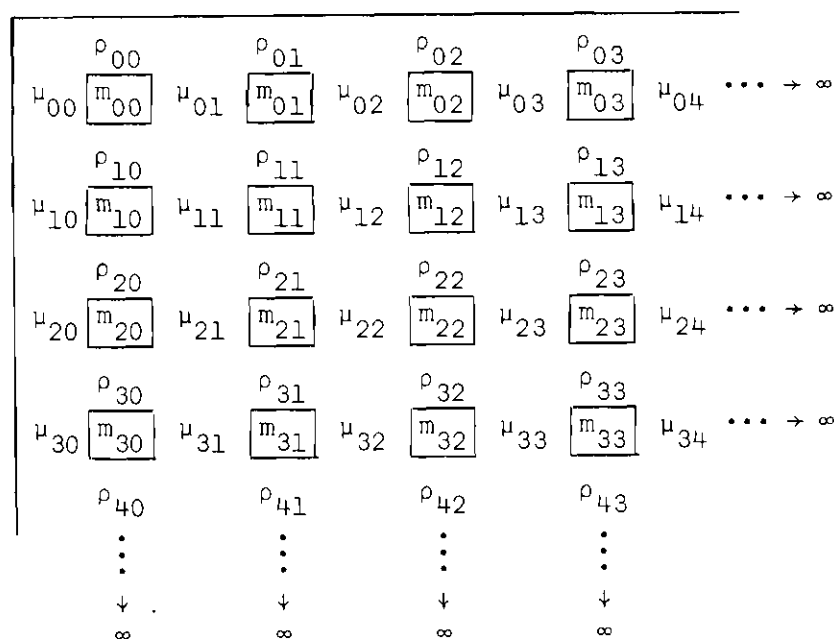 ρ00 ρ01 ρ02 ρ03
μ00 m00 μ01 m01 μ02 m02 μ03 m03 μ04 ••• → ∞
ρ10 ρ11 ρ12 ρ13
μ10 m10 μ11 m11 μ12 m12 μ13 m13 μ14 ••• → ∞
ρ20 ρ21 ρ22 ρ23
μ20 m20 μ21 m21 μ22 m22 μ23 m23 μ24 ••• → ∞
ρ30 ρ31 ρ32 ρ33
μ30 m30 μ31 m31 μ32 m32 μ33 m33 μ34 ••• → ∞
ρ40 ρ41 ρ42 ρ43
⋮ ⋮ ⋮ ⋮
↓ ↓ ↓ ↓
∞ ∞ ∞ ∞